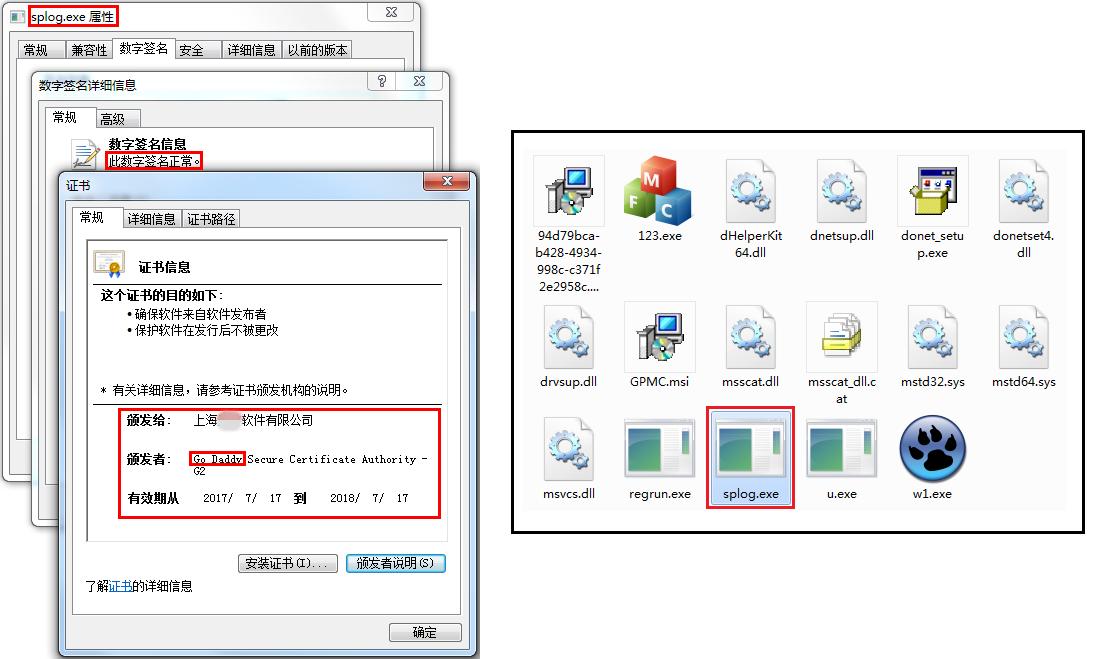 splog.exe 属性
常规 兼容性 数字签名 安全 详细信息 以前的版本
数字签名详细信息
常规 高级
数字签名信息
此数字签名正常。
证书
常规 详细信息 证书路径
证书信息
这个证书的目的如下:
•确保软件来自软件发布者
•保护软件在发行后不被更改
* 有关详细信息，请参考证书颁发机构的说明。
颁发给: 上海 软件有限公司
颁发者: Go Daddy Secure Certificate Authority -
G2
有效期从 2017/ 7/ 17 到 2018/ 7/ 17
安装证书(I)... 颁发者说明(S)
了解证书的详细信息
确定
94d79bca-
b428-4934-
998c-c371f
2e2958c....
M
F C
123.exe
dHelperKit
64.dll
dnetsup.dll
donet_setu
p.exe
donetset4.
dll
drvsup.dll
GPMC.msi
msscat.dll
msscat_dll.c
at
mstd32.sys
mstd64.sys
msvcs.dll
regrun.exe
splog.exe
u.exe
w1.exe